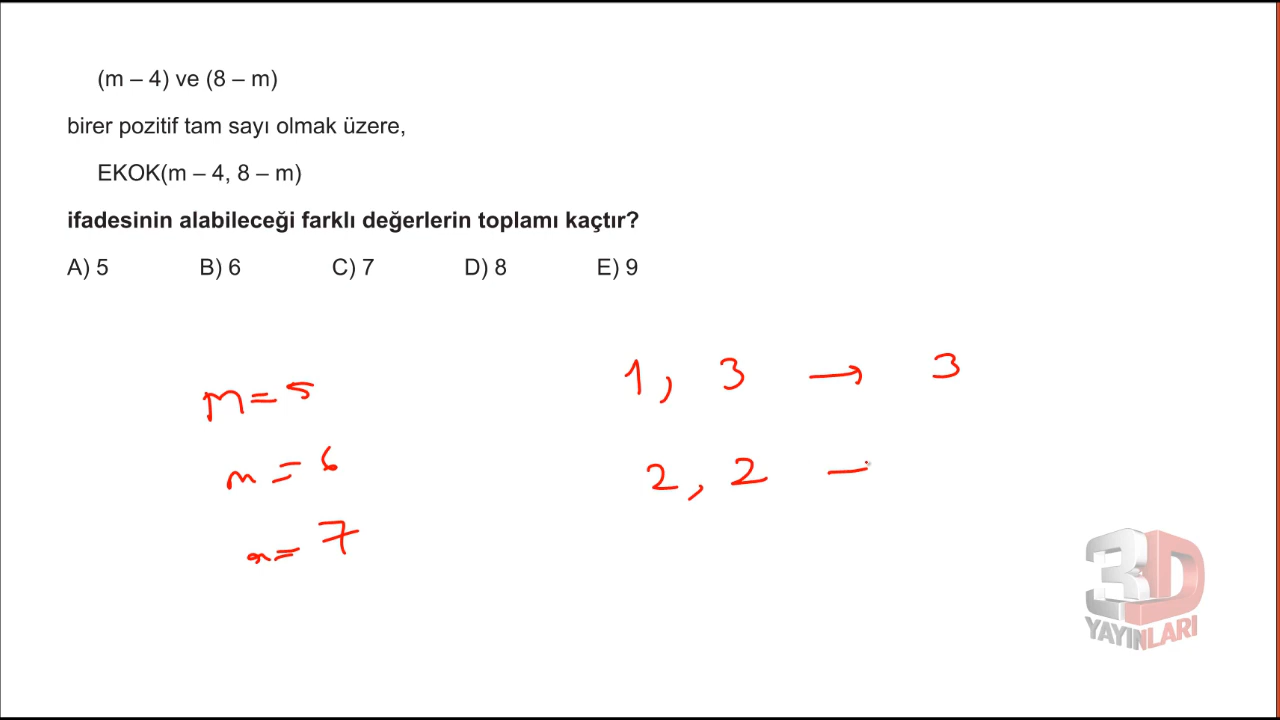 (m – 4) ve (8 – m)
birer pozitif tam sayı olmak üzere,
EKOK(m – 4, 8 – m)
ifadesinin alabileceği farklı değerlerin toplamı kaçtır?
A) 5 B) 6 C) 7 D) 8 E) 9
m = 5 1, 3 → 3
m = 6 2, 2 –
m = 7
3D
YAYINLARI